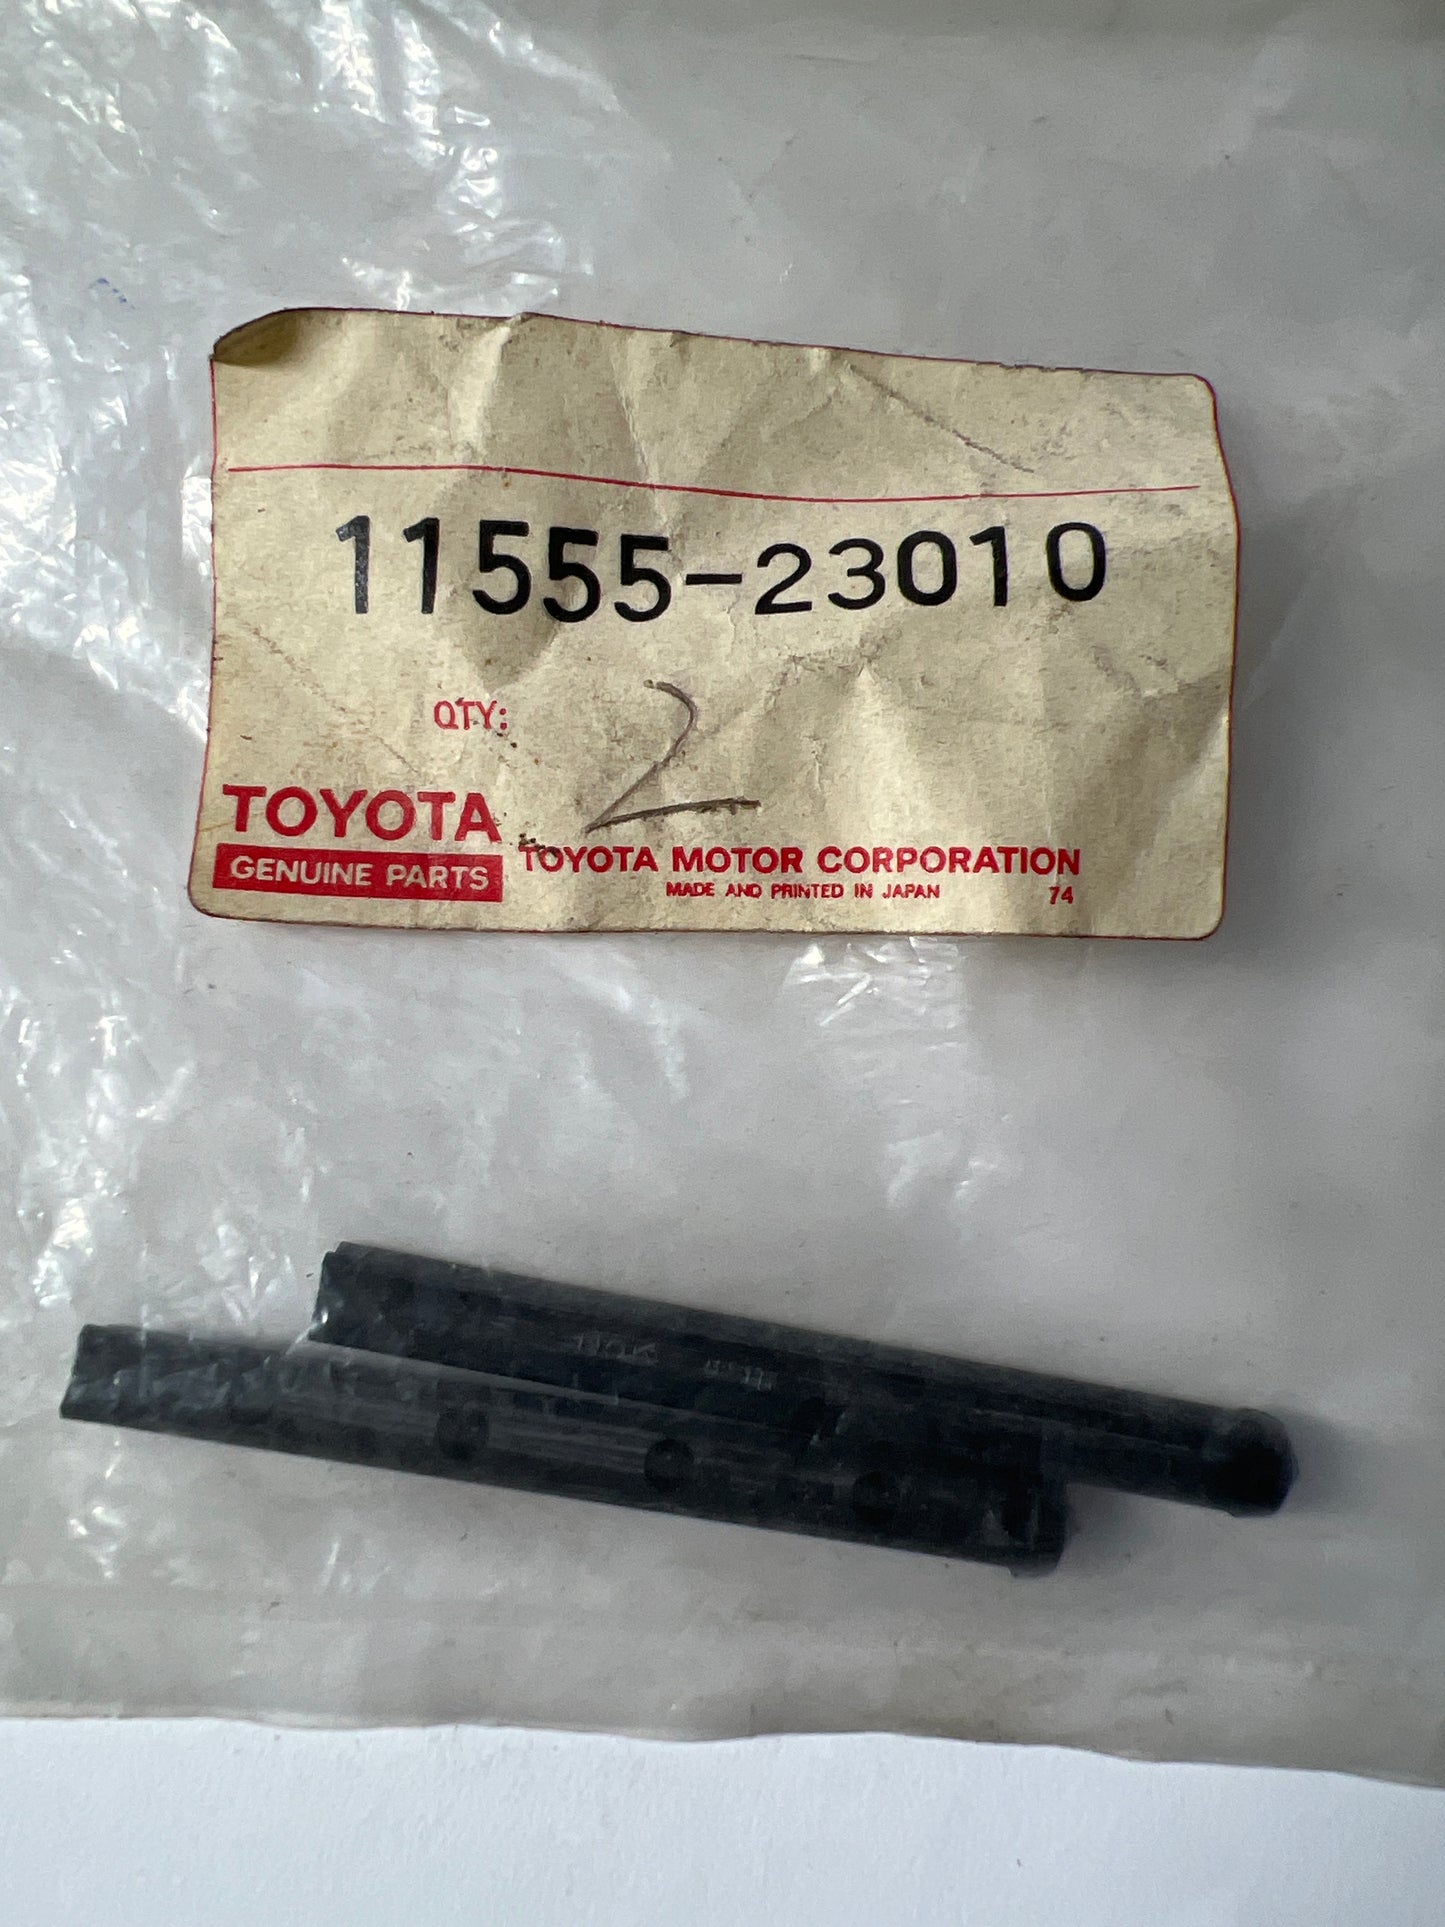 11555-23010
QTY: 2
TOYOTA
GENUINE PARTS
TOYOTA MOTOR CORPORATION
MADE AND PRINTED IN JAPAN 74